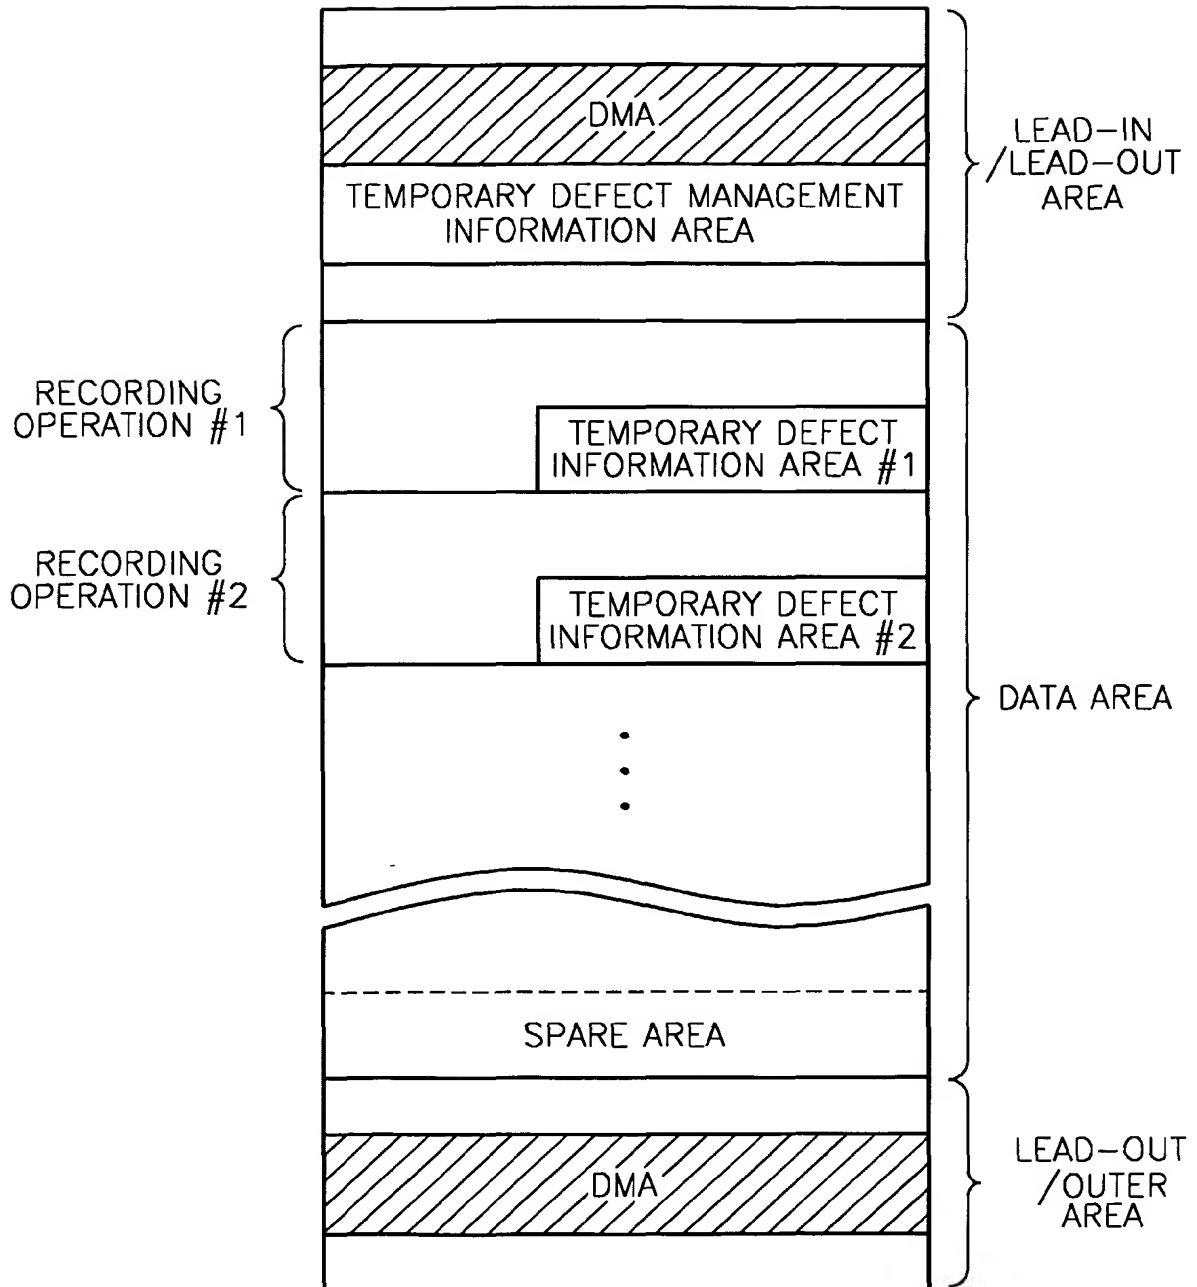 DMA
LEAD-IN
/LEAD-OUT
AREA
TEMPORARY DEFECT MANAGEMENT
INFORMATION AREA
RECORDING
OPERATION #1
TEMPORARY DEFECT
INFORMATION AREA #1
RECORDING
OPERATION #2
TEMPORARY DEFECT
INFORMATION AREA #2
DATA AREA
SPARE AREA
DMA
LEAD-OUT
/OUTER
AREA